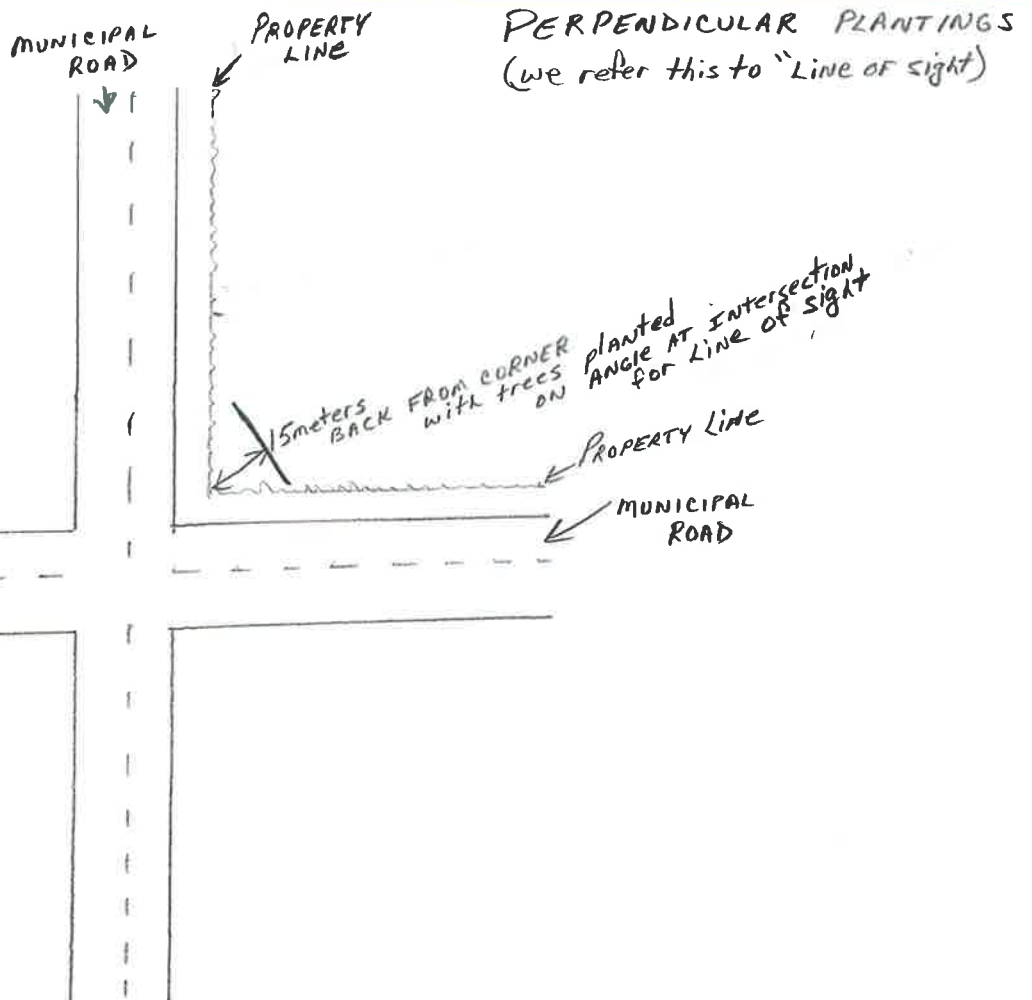 MUNICIPAL
ROAD
PROPERTY
LINE
PERPENDICULAR PLANTINGS
(we refer this to "Line OF sight)
15meters
BACK FROM CORNER
with trees planted
ON ANGLE AT INTERSECTION
for Line of sight
PROPERTY LINE
MUNICIPAL
ROAD